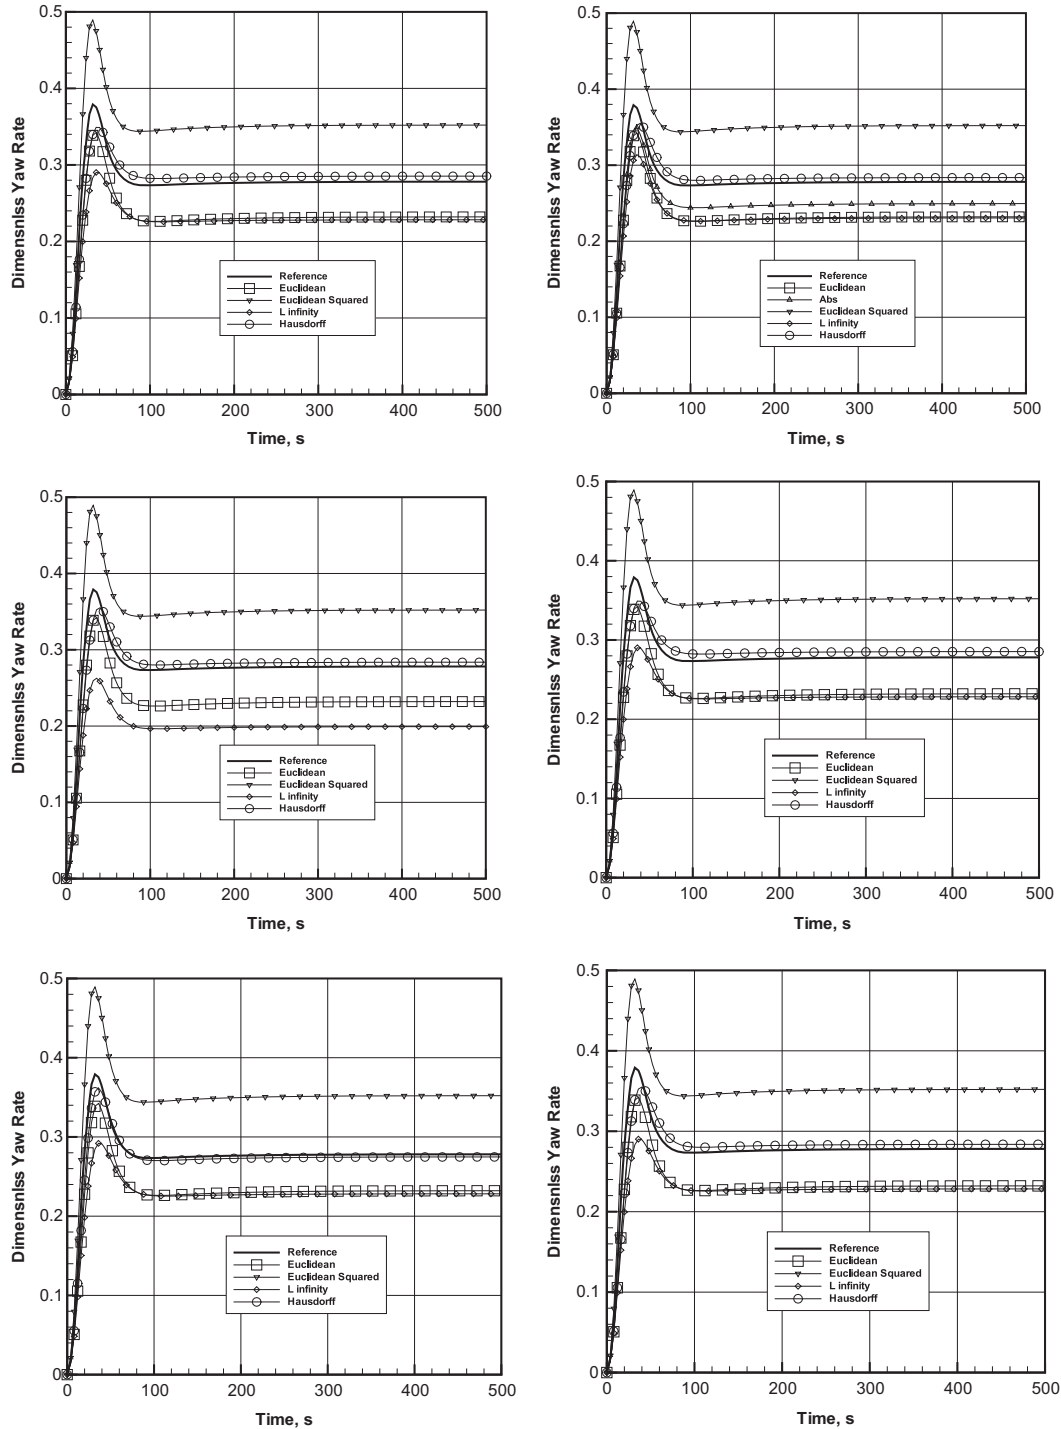 0.5
0.4
0.3
0.2
0.1
0
Dimensnlss Yaw Rate
Reference
Euclidean
Euclidean Squared
L infinity
Hausdorff
0 100 200 300 400 500
Time, s
0.5
0.4
0.3
0.2
0.1
0
Dimensnlss Yaw Rate
Reference
Euclidean
Abs
Euclidean Squared
L infinity
Hausdorff
0 100 200 300 400 500
Time, s
0.5
0.4
0.3
0.2
0.1
0
Dimensnlss Yaw Rate
Reference
Euclidean
Euclidean Squared
L infinity
Hausdorff
0 100 200 300 400 500
Time, s
0.5
0.4
0.3
0.2
0.1
0
Dimensnlss Yaw Rate
Reference
Euclidean
Euclidean Squared
L infinity
Hausdorff
0 100 200 300 400 500
Time, s
0.5
0.4
0.3
0.2
0.1
0
Dimensnlss Yaw Rate
Reference
Euclidean
Euclidean Squared
L infinity
Hausdorff
0 100 200 300 400 500
Time, s
0.5
0.4
0.3
0.2
0.1
0
Dimensnlss Yaw Rate
Reference
Euclidean
Euclidean Squared
L infinity
Hausdorff
0 100 200 300 400 500
Time, s